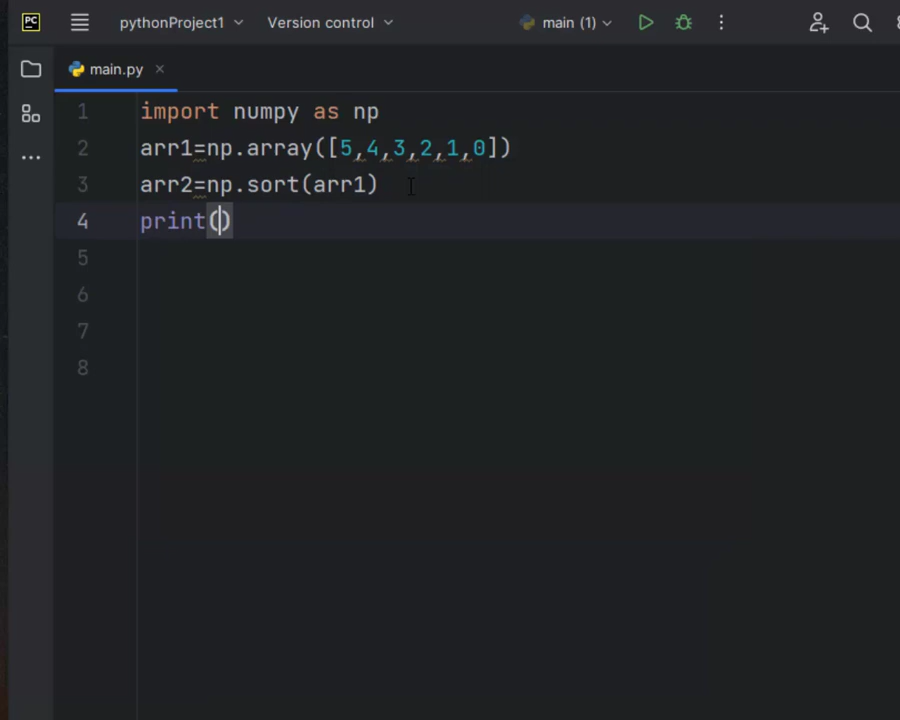 PC pythonProject1 Version control main (1)
main.py
1 import numpy as np
2 arr1=np.array([5,4,3,2,1,0])
3 arr2=np.sort(arr1)
4 print()
5
6
7
8